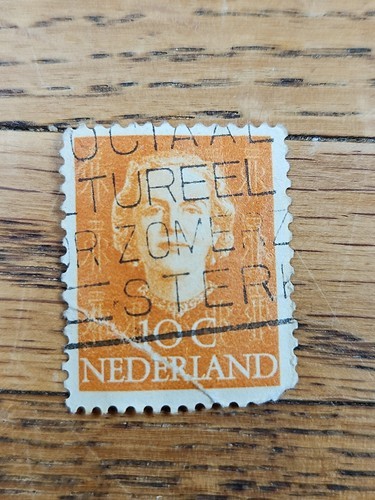 OCIAAL
TUREEL
R ZOMER-Z
ESTER
10 C
NEDERLAND